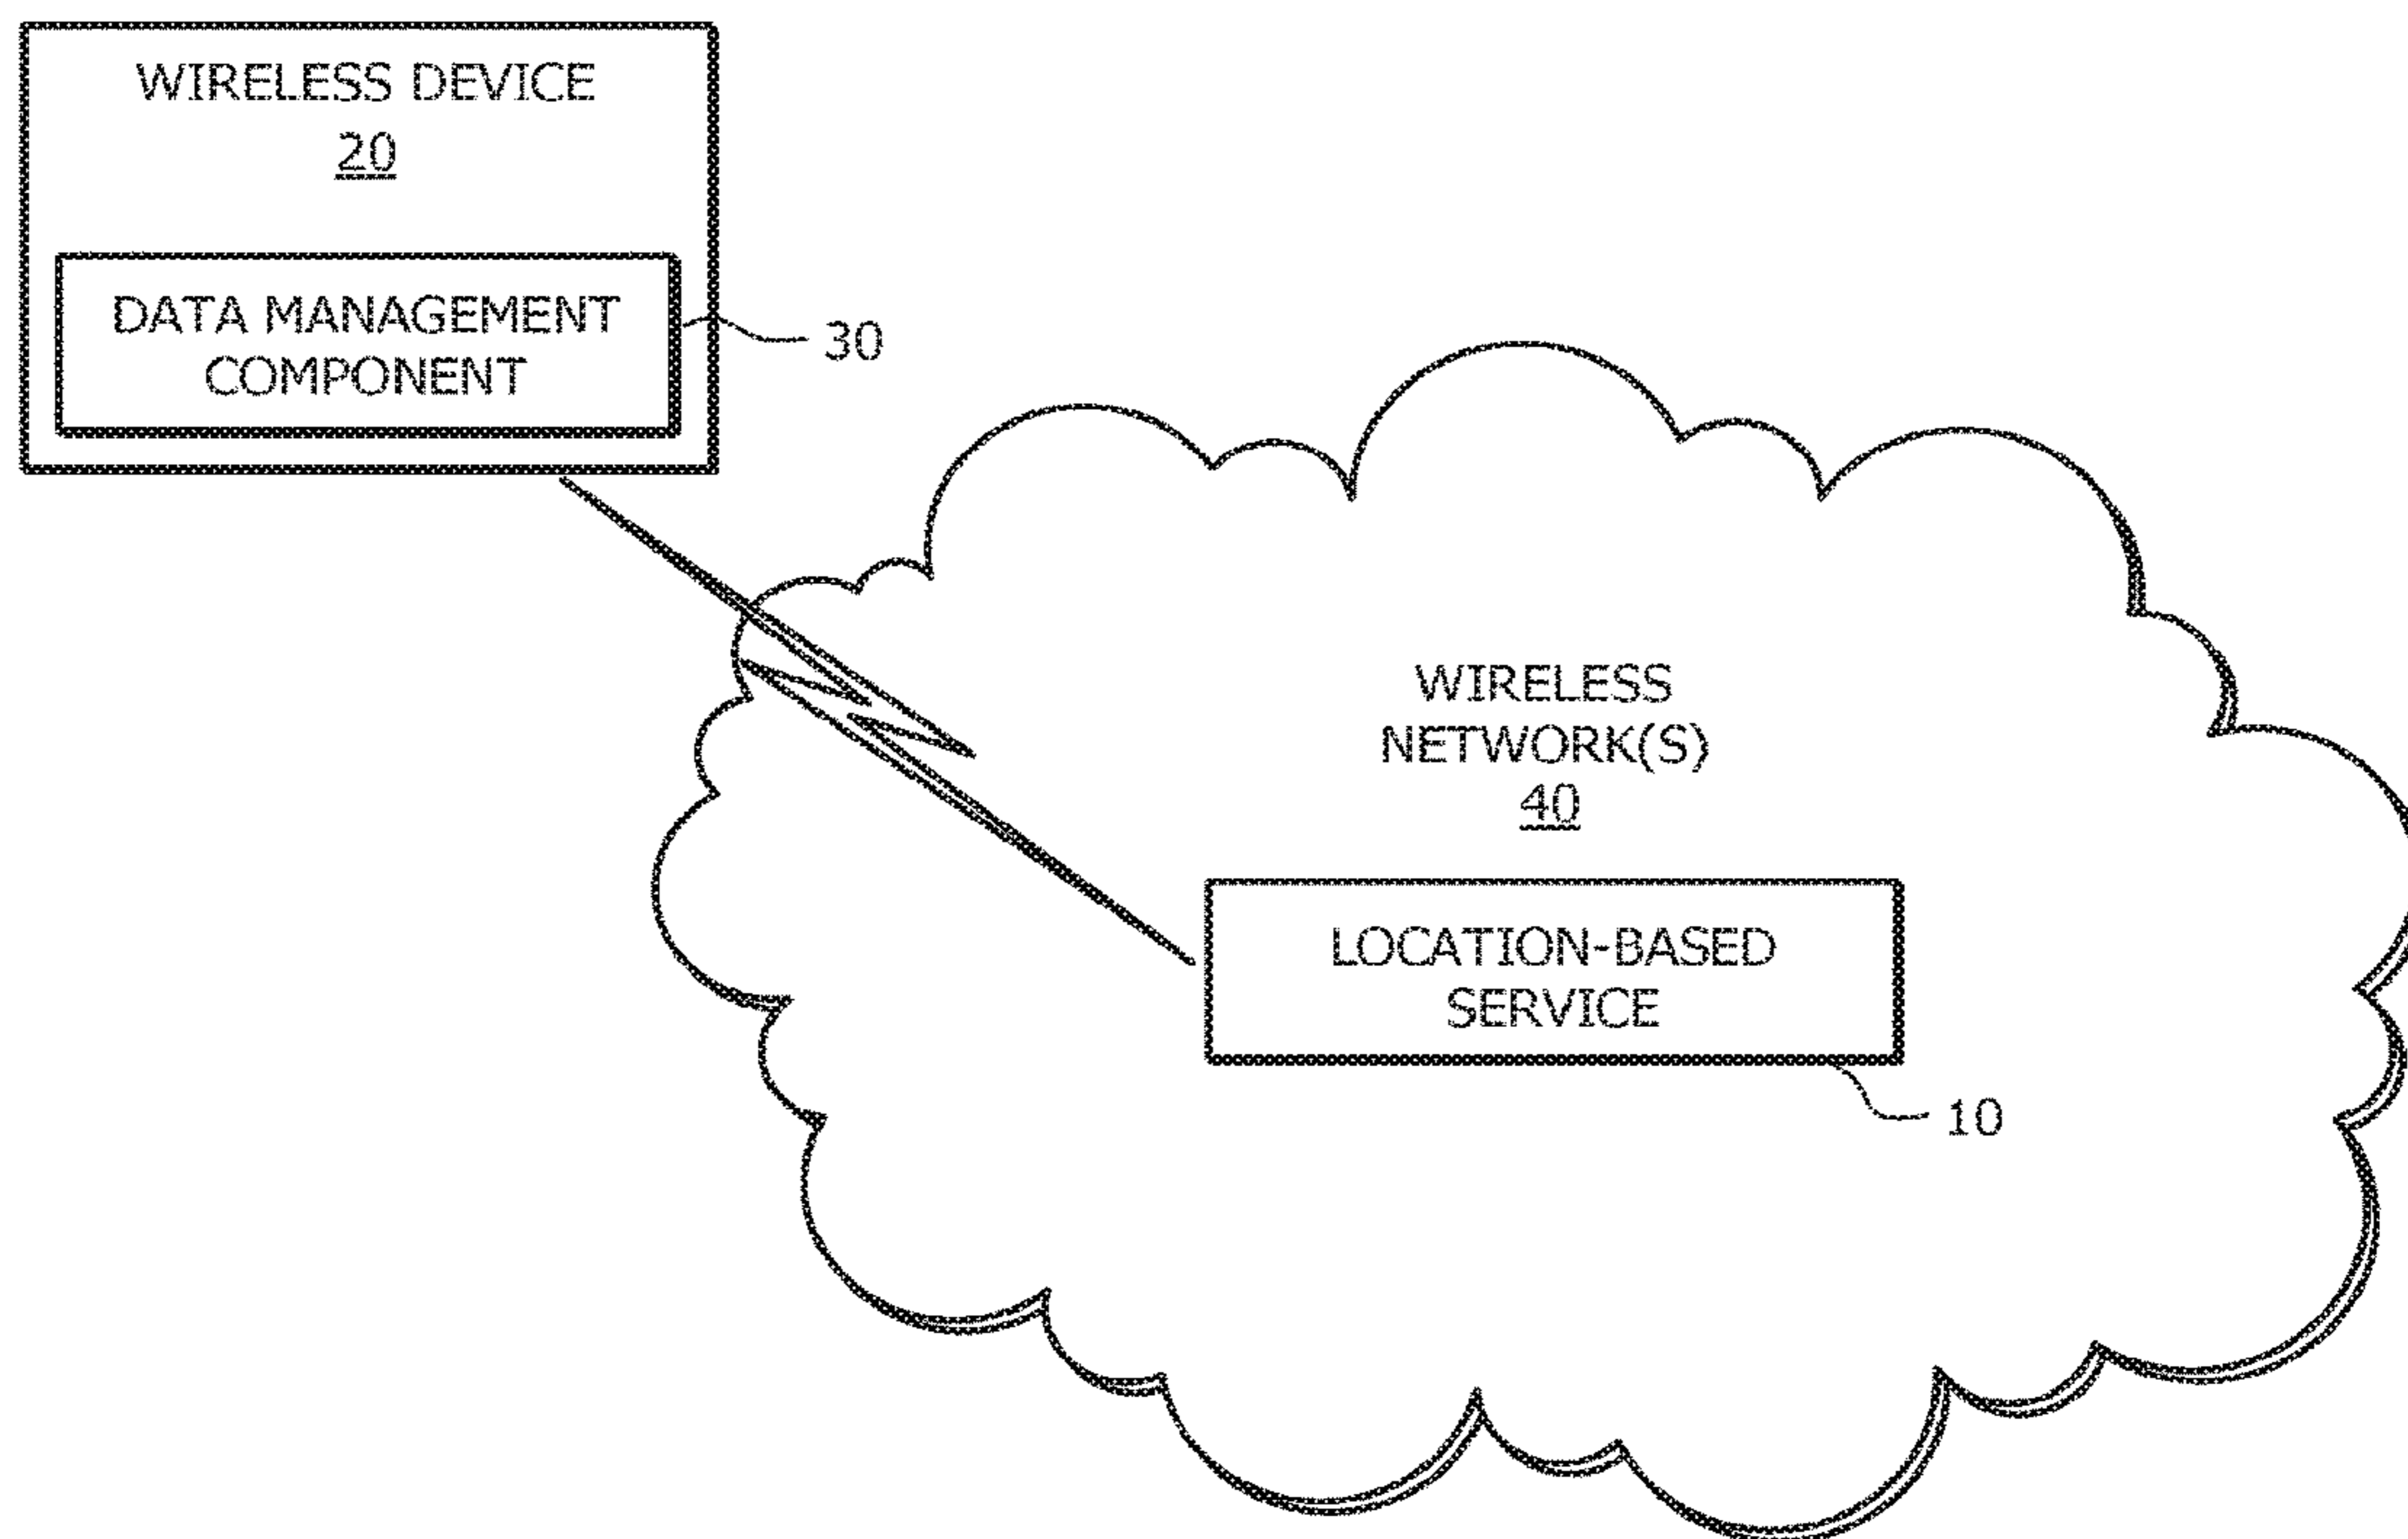 WIRELESS DEVICE
20
DATA MANAGEMENT
COMPONENT
30
WIRELESS
NETWORK(S)
40
LOCATION-BASED
SERVICE
10